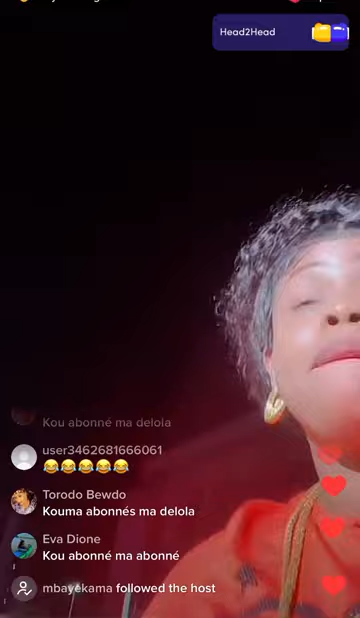 Head2Head
Kou abonné ma delola
user3462681666061
😂😂😂😂😂
Torodo Bewdo
Kouma abonnés ma delola
Eva Dione
Kou abonné ma abonné
mbayekama followed the host